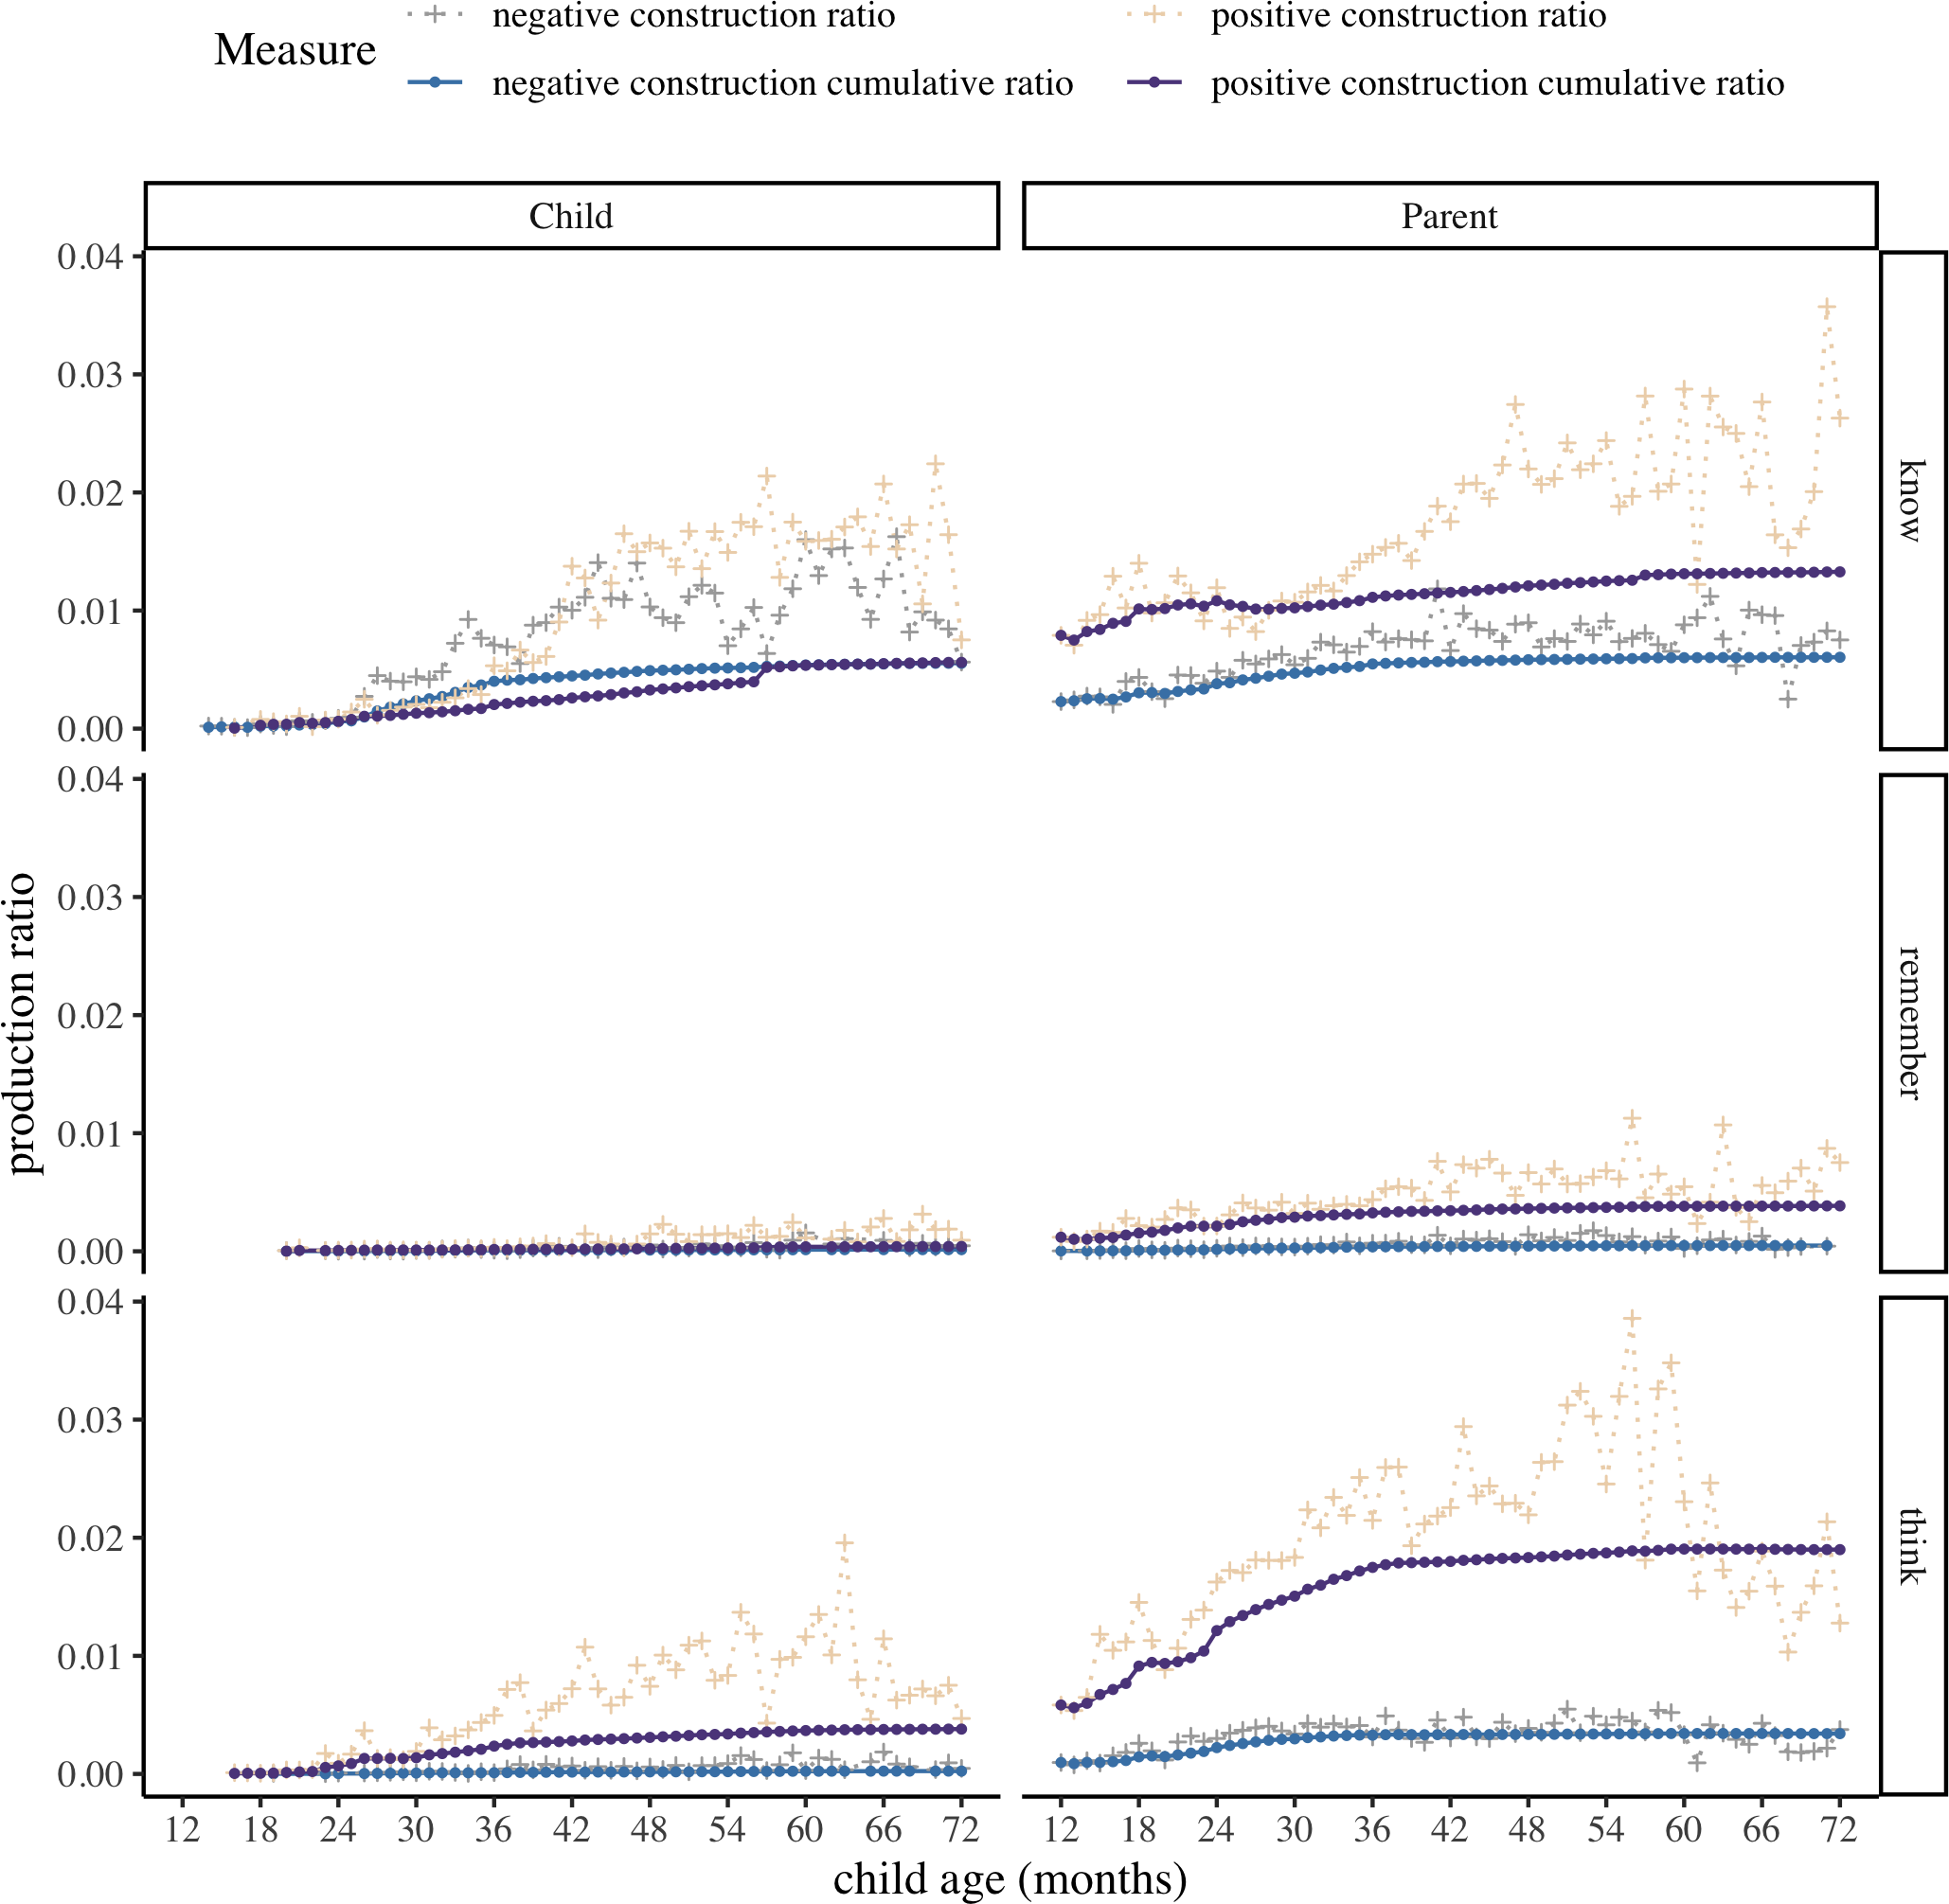 Measure
negative construction ratio
positive construction ratio
negative construction cumulative ratio
positive construction cumulative ratio
Child
Parent
0.04
0.03
0.02
0.01
0.00
know
0.04
0.03
0.02
0.01
0.00
remember
0.04
0.03
0.02
0.01
0.00
think
production ratio
12 18 24 30 36 42 48 54 60 66 72
12 18 24 30 36 42 48 54 60 66 72
child age (months)